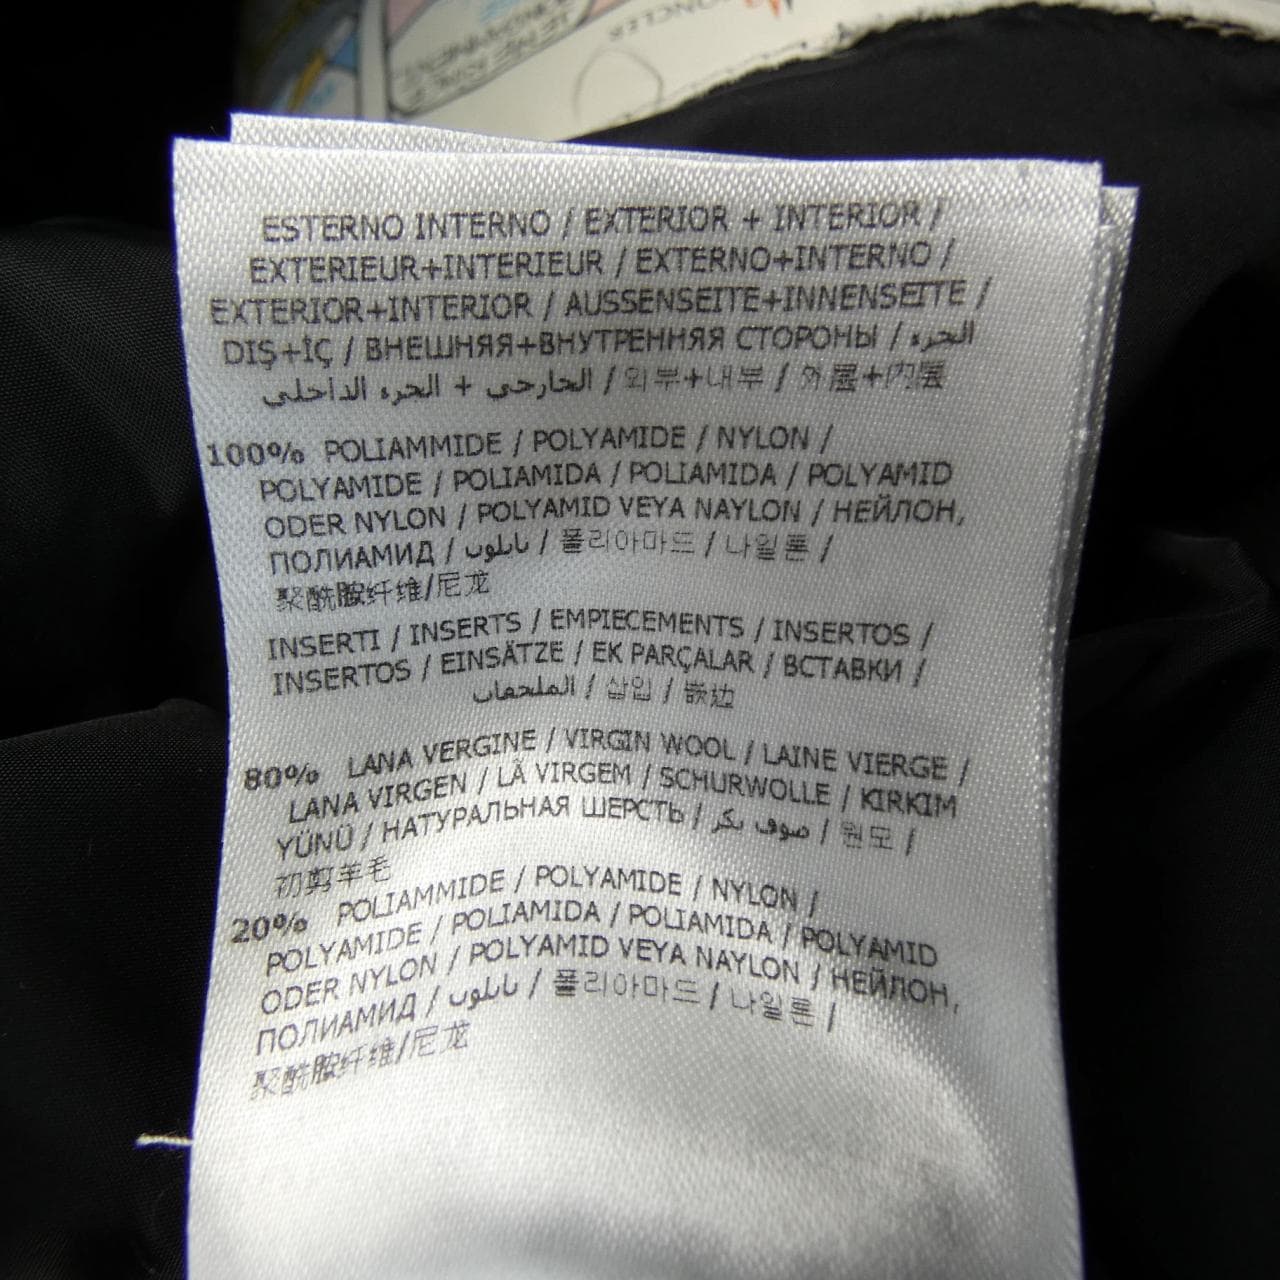 MONCLER
ESTERNO INTERNO / EXTERIOR + INTERIOR /
EXTERIEUR+INTERIEUR / EXTERNO+INTERNO /
EXTERIOR+INTERIOR / AUSSENSEITE+INNENSEITE /
DIŞ+İÇ / ВНЕШНЯЯ+ВНУТРЕННЯЯ СТОРОНЫ / الجزء
الخارجي + الجزء الداخلي / 외부+내부 / 外层+内层
100% POLIAMMIDE / POLYAMIDE / NYLON /
POLYAMIDE / POLIAMIDA / POLIAMIDA / POLYAMID
ODER NYLON / POLYAMID VEYA NAYLON / НЕЙЛОН,
ПОЛИАМИД / نايلون / 폴리아마드 / 나일론 /
聚酰胺纤维/尼龙
INSERTI / INSERTS / EMPIECEMENTS / INSERTOS /
INSERTOS / EINSÄTZE / EK PARÇALAR / ВСТАВКИ /
الملحقات / 삽입 / 嵌边
80% LANA VERGINE / VIRGIN WOOL / LAINE VIERGE /
LANA VIRGEN / LÃ VIRGEM / SCHURWOLLE / KIRKIM
YÜNÜ / НАТУРАЛЬНАЯ ШЕРСТЬ / صوف بكر / 원모 /
初剪羊毛
20% POLIAMMIDE / POLYAMIDE / NYLON /
POLYAMIDE / POLIAMIDA / POLIAMIDA / POLYAMID
ODER NYLON / POLYAMID VEYA NAYLON / НЕЙЛОН,
ПОЛИАМИД / نايلون / 폴리아마드 / 나일론 /
聚酰胺纤维/尼龙